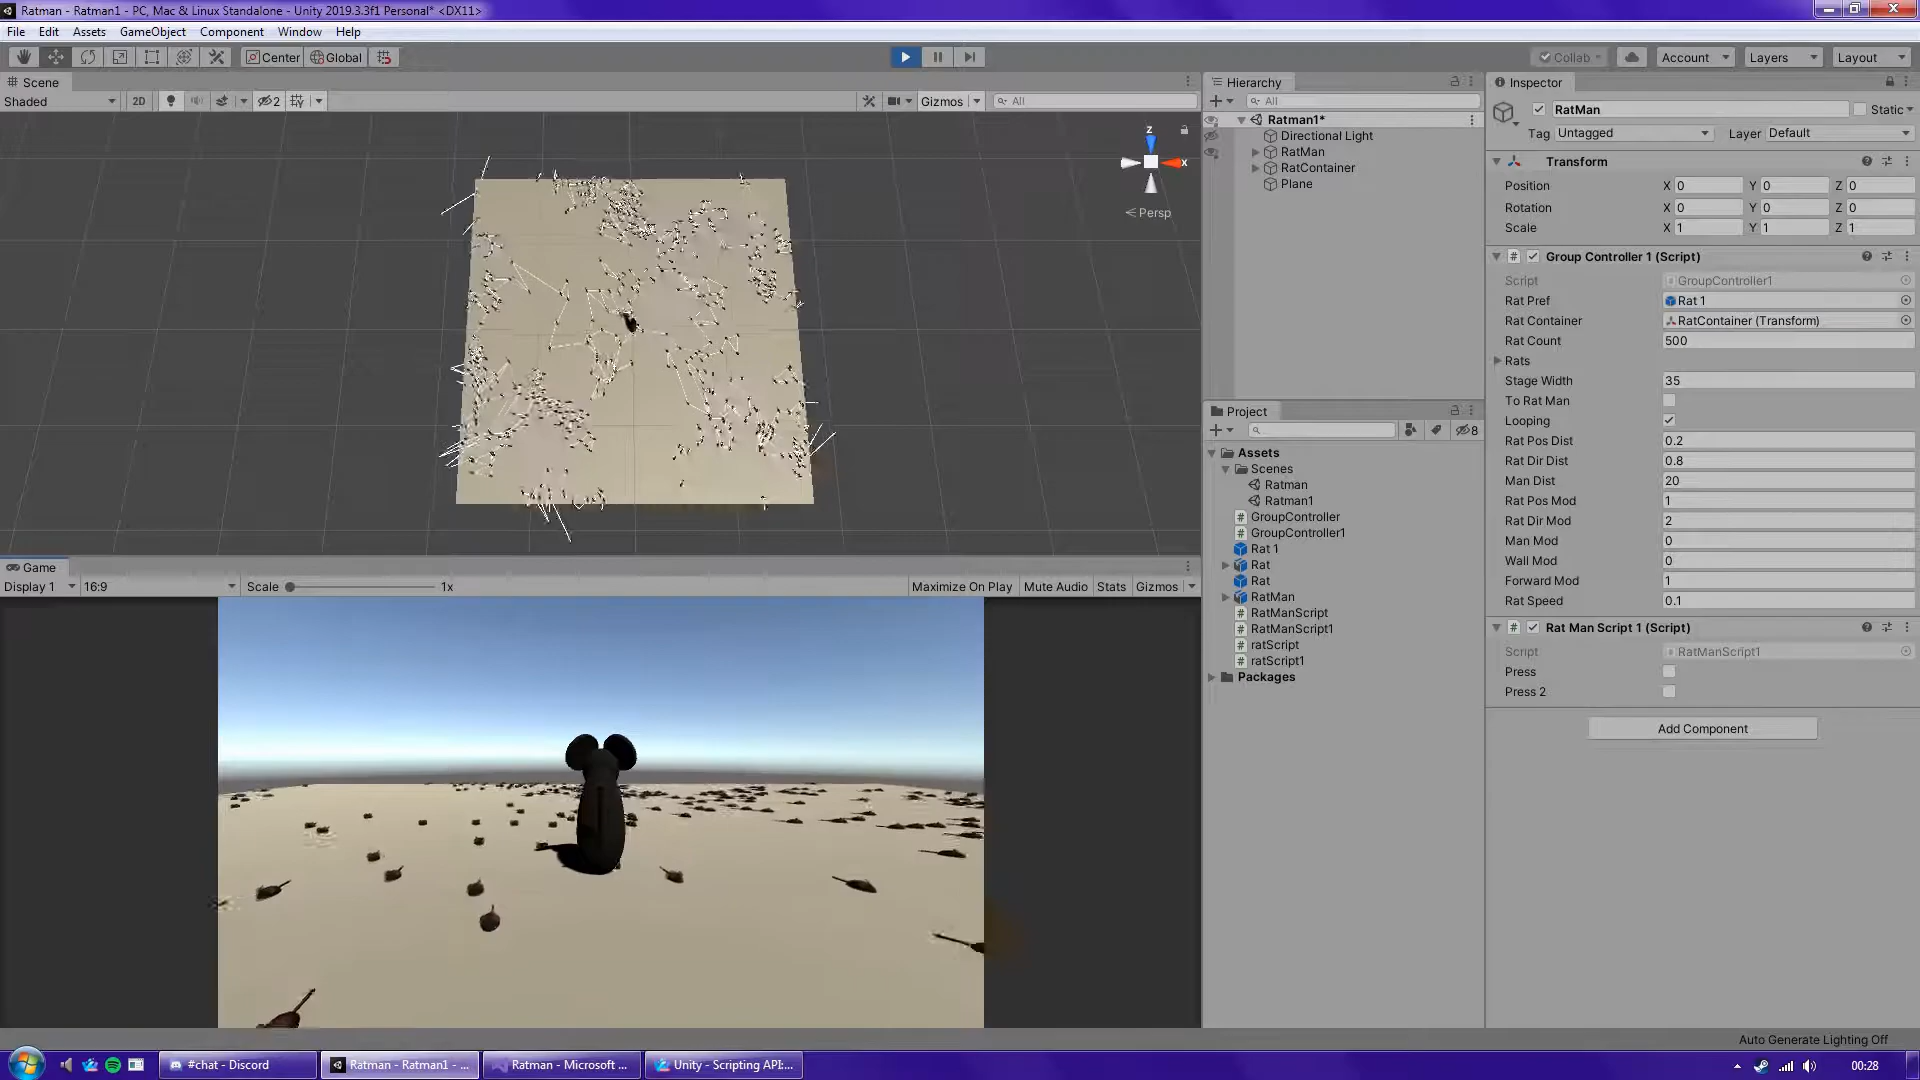 Ratman - Ratman1 - PC, Mac & Linux Standalone - Unity 2019.3.3f1 Personal* <DX11>
File Edit Assets GameObject Component Window Help
Center Global Collab Account Layers Layout
Scene
Shaded 2D 2 Gizmos All
z
x
Persp
Game
Display 1 16:9 Scale 1x Maximize On Play Mute Audio Stats Gizmos
Hierarchy
All
Ratman1*
Directional Light
RatMan
RatContainer
Plane
Project
8
Assets
Scenes
Ratman
Ratman1
GroupController
GroupController1
Rat 1
Rat
Rat
RatMan
RatManScript
RatManScript1
ratScript
ratScript1
Packages
Inspector
RatMan Static
Tag Untagged Layer Default
Transform
Position X 0 Y 0 Z 0
Rotation X 0 Y 0 Z 0
Scale X 1 Y 1 Z 1
# Group Controller 1 (Script)
Script GroupController1
Rat Pref Rat 1
Rat Container RatContainer (Transform)
Rat Count 500
Rats
Stage Width 35
To Rat Man
Looping
Rat Pos Dist 0.2
Rat Dir Dist 0.8
Man Dist 20
Rat Pos Mod 1
Rat Dir Mod 2
Man Mod 0
Wall Mod 0
Forward Mod 1
Rat Speed 0.1
# Rat Man Script 1 (Script)
Script RatManScript1
Press
Press 2
Add Component
Auto Generate Lighting Off
#chat - Discord Ratman - Ratman1 - ... Ratman - Microsoft ... Unity - Scripting API:... 00:28